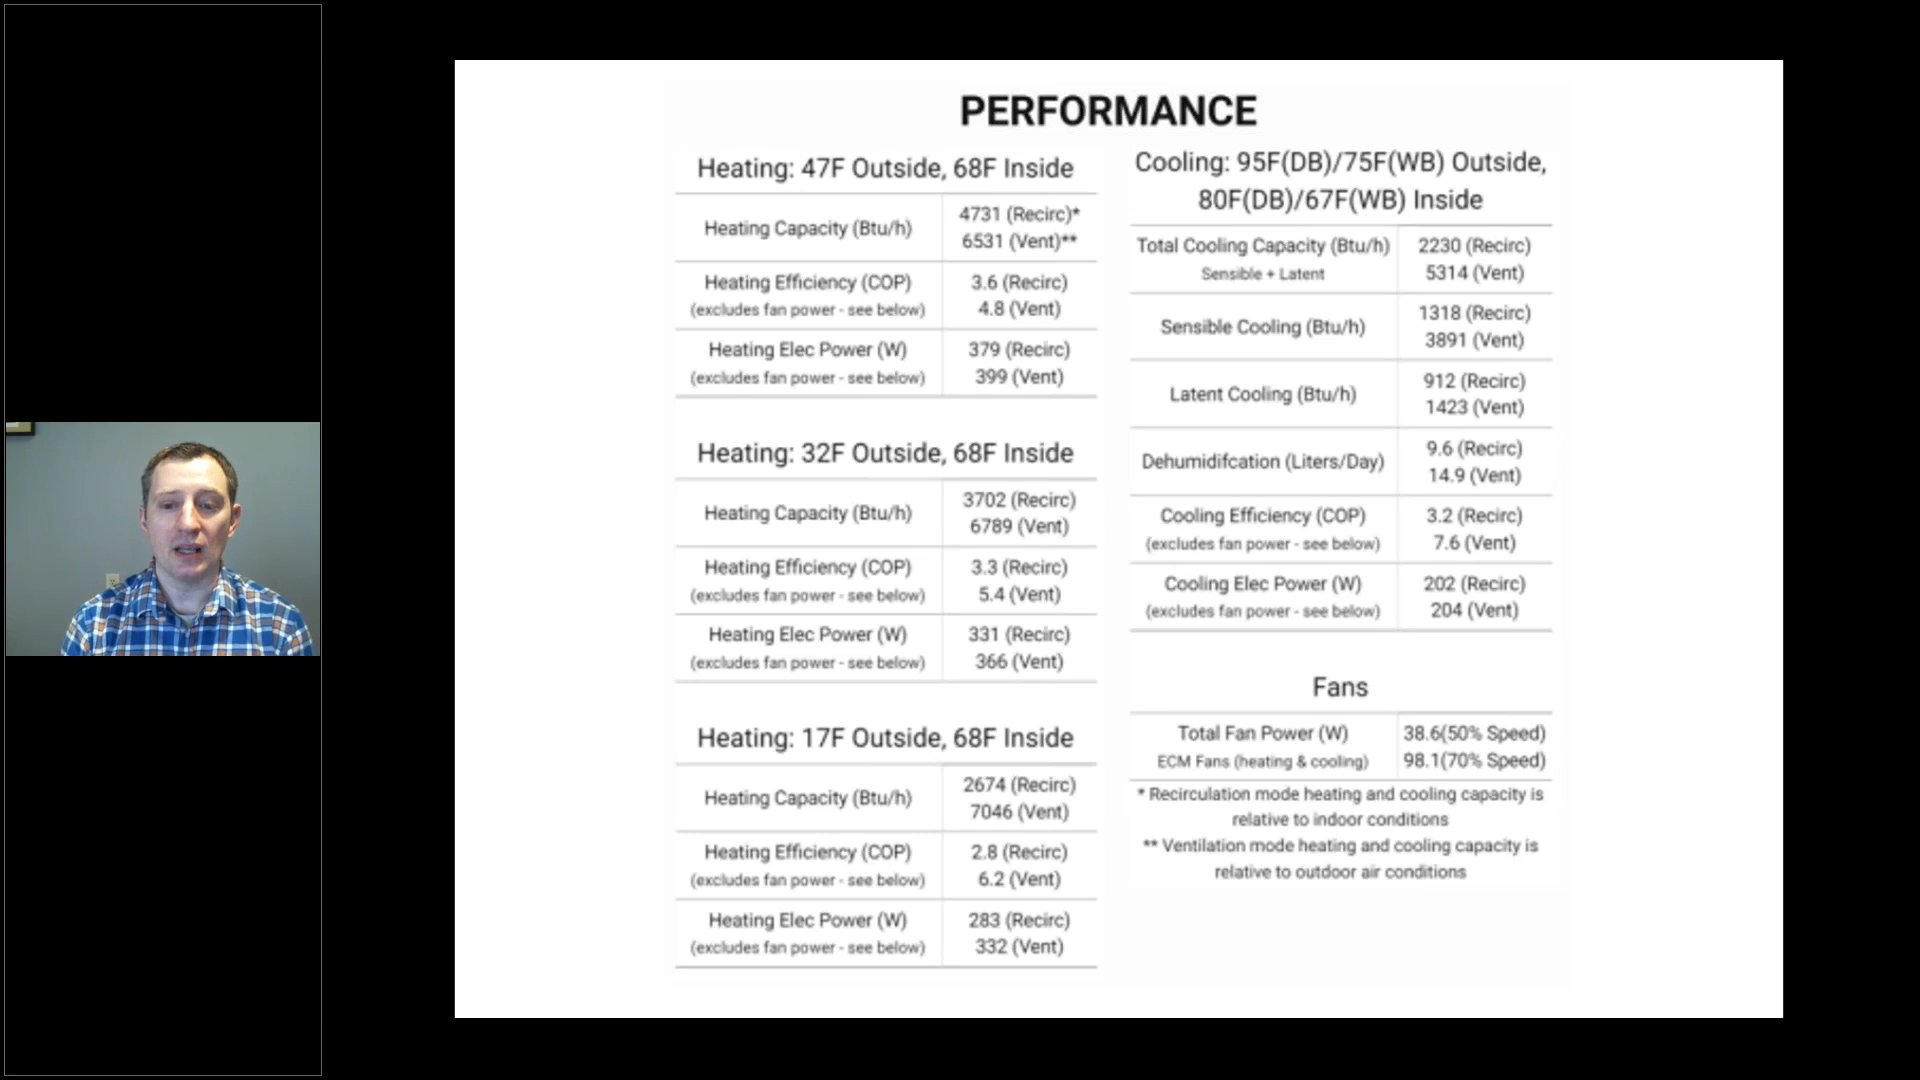 PERFORMANCE
Heating: 47F Outside, 68F Inside
Heating Capacity (Btu/h)
4731 (Recirc)*
6531 (Vent)**
Heating Efficiency (COP)
(excludes fan power - see below)
3.6 (Recirc)
4.8 (Vent)
Heating Elec Power (W)
(excludes fan power - see below)
379 (Recirc)
399 (Vent)
Heating: 32F Outside, 68F Inside
Heating Capacity (Btu/h)
3702 (Recirc)
6789 (Vent)
Heating Efficiency (COP)
(excludes fan power - see below)
3.3 (Recirc)
5.4 (Vent)
Heating Elec Power (W)
(excludes fan power - see below)
331 (Recirc)
366 (Vent)
Heating: 17F Outside, 68F Inside
Heating Capacity (Btu/h)
2674 (Recirc)
7046 (Vent)
Heating Efficiency (COP)
(excludes fan power - see below)
2.8 (Recirc)
6.2 (Vent)
Heating Elec Power (W)
(excludes fan power - see below)
283 (Recirc)
332 (Vent)
Cooling: 95F(DB)/75F(WB) Outside,
80F(DB)/67F(WB) Inside
Total Cooling Capacity (Btu/h)
Sensible + Latent
2230 (Recirc)
5314 (Vent)
Sensible Cooling (Btu/h)
1318 (Recirc)
3891 (Vent)
Latent Cooling (Btu/h)
912 (Recirc)
1423 (Vent)
Dehumidifcation (Liters/Day)
9.6 (Recirc)
14.9 (Vent)
Cooling Efficiency (COP)
(excludes fan power - see below)
3.2 (Recirc)
7.6 (Vent)
Cooling Elec Power (W)
(excludes fan power - see below)
202 (Recirc)
204 (Vent)
Fans
Total Fan Power (W)
ECM Fans (heating & cooling)
38.6(50% Speed)
98.1(70% Speed)
* Recirculation mode heating and cooling capacity is
relative to indoor conditions
** Ventilation mode heating and cooling capacity is
relative to outdoor air conditions